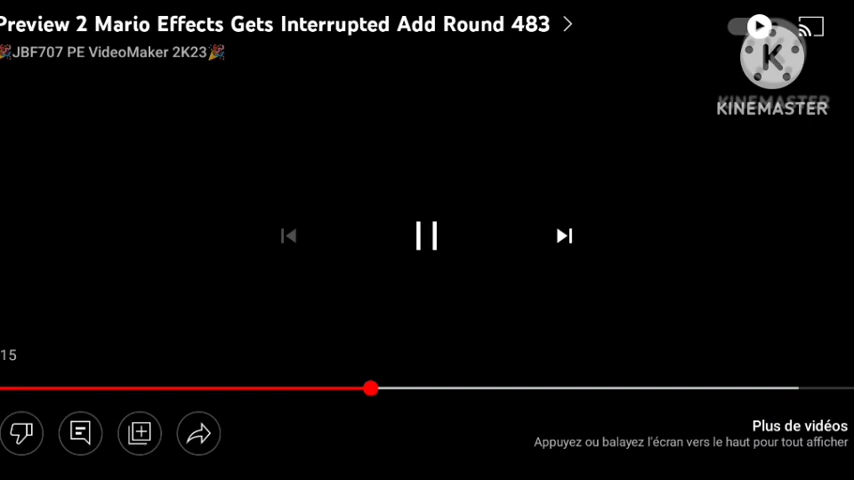 Preview 2 Mario Effects Gets Interrupted Add Round 483
🎉JBF707 PE VideoMaker 2K23🎉
K
KINEMASTER
15
Plus de vidéos
Appuyez ou balayez l'écran vers le haut pour tout afficher